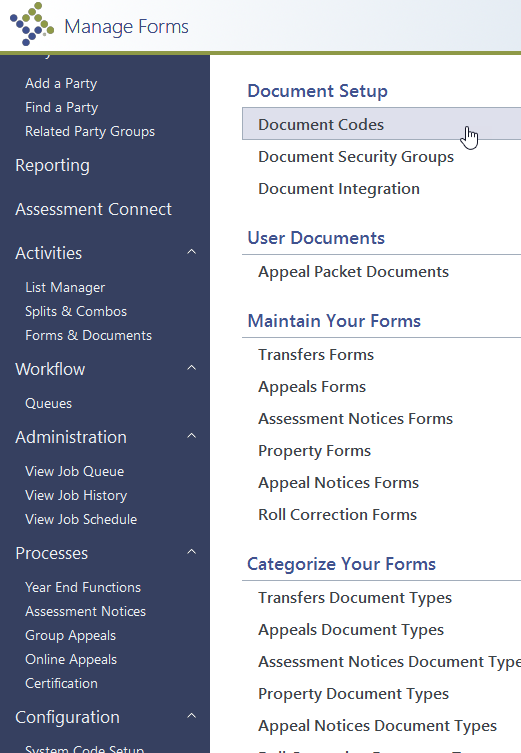 Manage Forms
Add a Party
Find a Party
Related Party Groups
Reporting
Assessment Connect
Activities
List Manager
Splits & Combos
Forms & Documents
Workflow
Queues
Administration
View Job Queue
View Job History
View Job Schedule
Processes
Year End Functions
Assessment Notices
Group Appeals
Online Appeals
Certification
Configuration
System Code Setup
Document Setup
Document Codes
Document Security Groups
Document Integration
User Documents
Appeal Packet Documents
Maintain Your Forms
Transfers Forms
Appeals Forms
Assessment Notices Forms
Property Forms
Appeal Notices Forms
Roll Correction Forms
Categorize Your Forms
Transfers Document Types
Appeals Document Types
Assessment Notices Document Type
Property Document Types
Appeal Notices Document Types